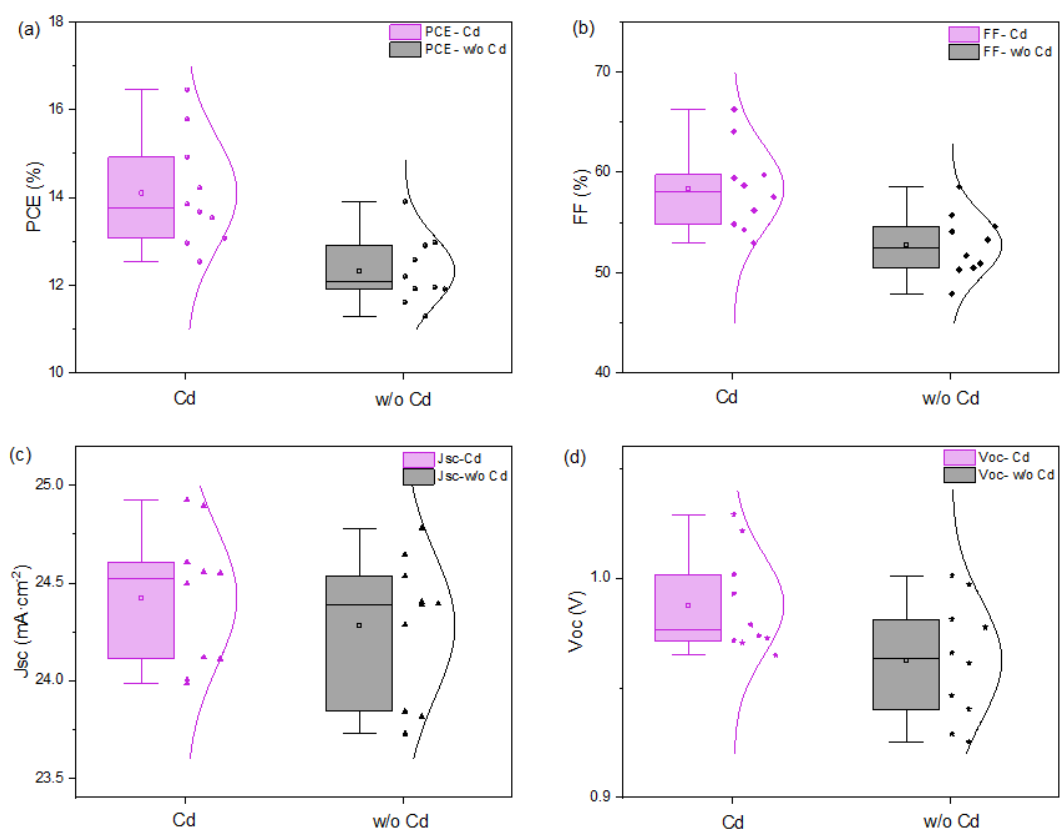 (a)
18
16
14
12
10
PCE (%)
PCE - Cd
PCE - w/o Cd
Cd
w/o Cd
(b)
70
60
50
40
FF (%)
FF- Cd
FF- w/o Cd
Cd
w/o Cd
(c)
25.0
24.5
24.0
23.5
Jsc (mA·cm⁻²)
Jsc-Cd
Jsc-w/o Cd
Cd
w/o Cd
(d)
1.0
0.9
Voc (V)
Voc- Cd
Voc- w/o Cd
Cd
w/o Cd